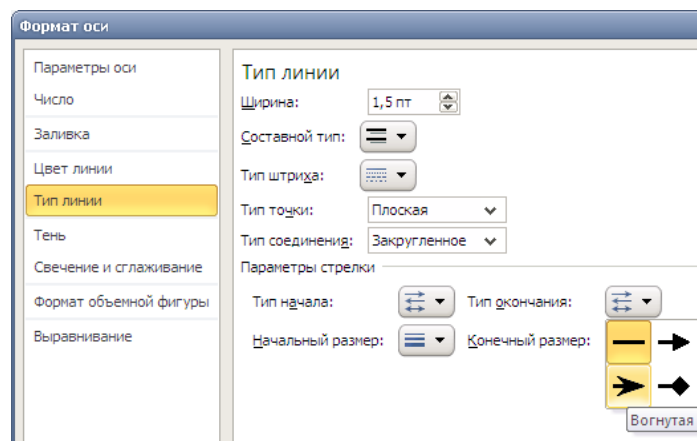 Формат оси
Параметры оси
Число
Заливка
Цвет линии
Тип линии
Тень
Свечение и сглаживание
Формат объемной фигуры
Выравнивание
Тип линии
Ширина: 1,5 пт
Составной тип:
Тип штриха:
Тип точки: Плоская
Тип соединения: Закругленное
Параметры стрелки
Тип начала: Тип окончания:
Начальный размер: Конечный размер:
Вогнутая